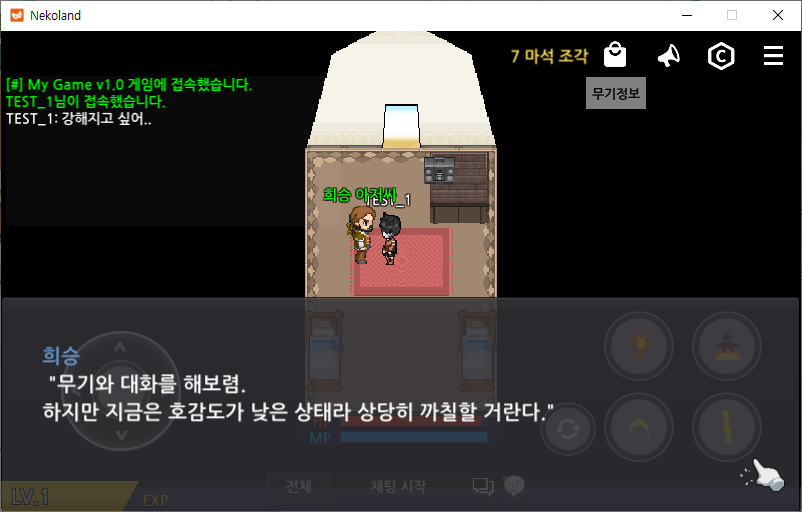 Nekoland
7 마석 조각
[#] My Game v1.0 게임에 접속했습니다.
TEST_1님이 접속했습니다.
TEST_1: 강해지고 싶어..
무기정보
희승 아저씨
TEST_1
희승
"무기와 대화를 해보렴.
하지만 지금은 호감도가 낮은 상태라 상당히 까칠할 거란다."
HP
MP
전체
채팅 시작
LV.1
EXP